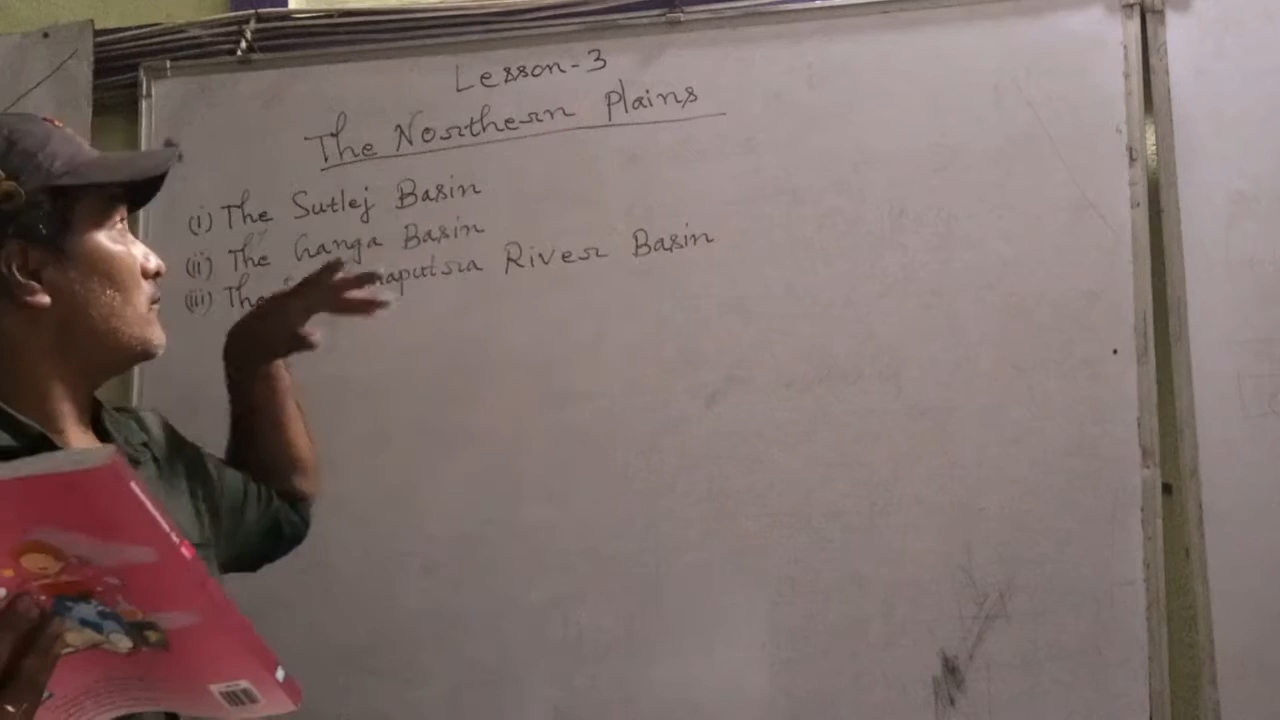 Lesson-3
The Northern Plains
(i) The Sutlej Basin
(ii) The Ganga Basin
(iii) The River Basin